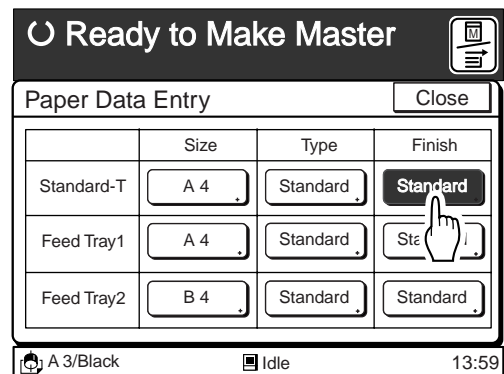 Ready to Make Master
M
Paper Data Entry Close
Size Type Finish
Standard-T A 4 Standard Standard
Feed Tray1 A 4 Standard
Feed Tray2 B 4 Standard Standard
A 3/Black Idle 13:59